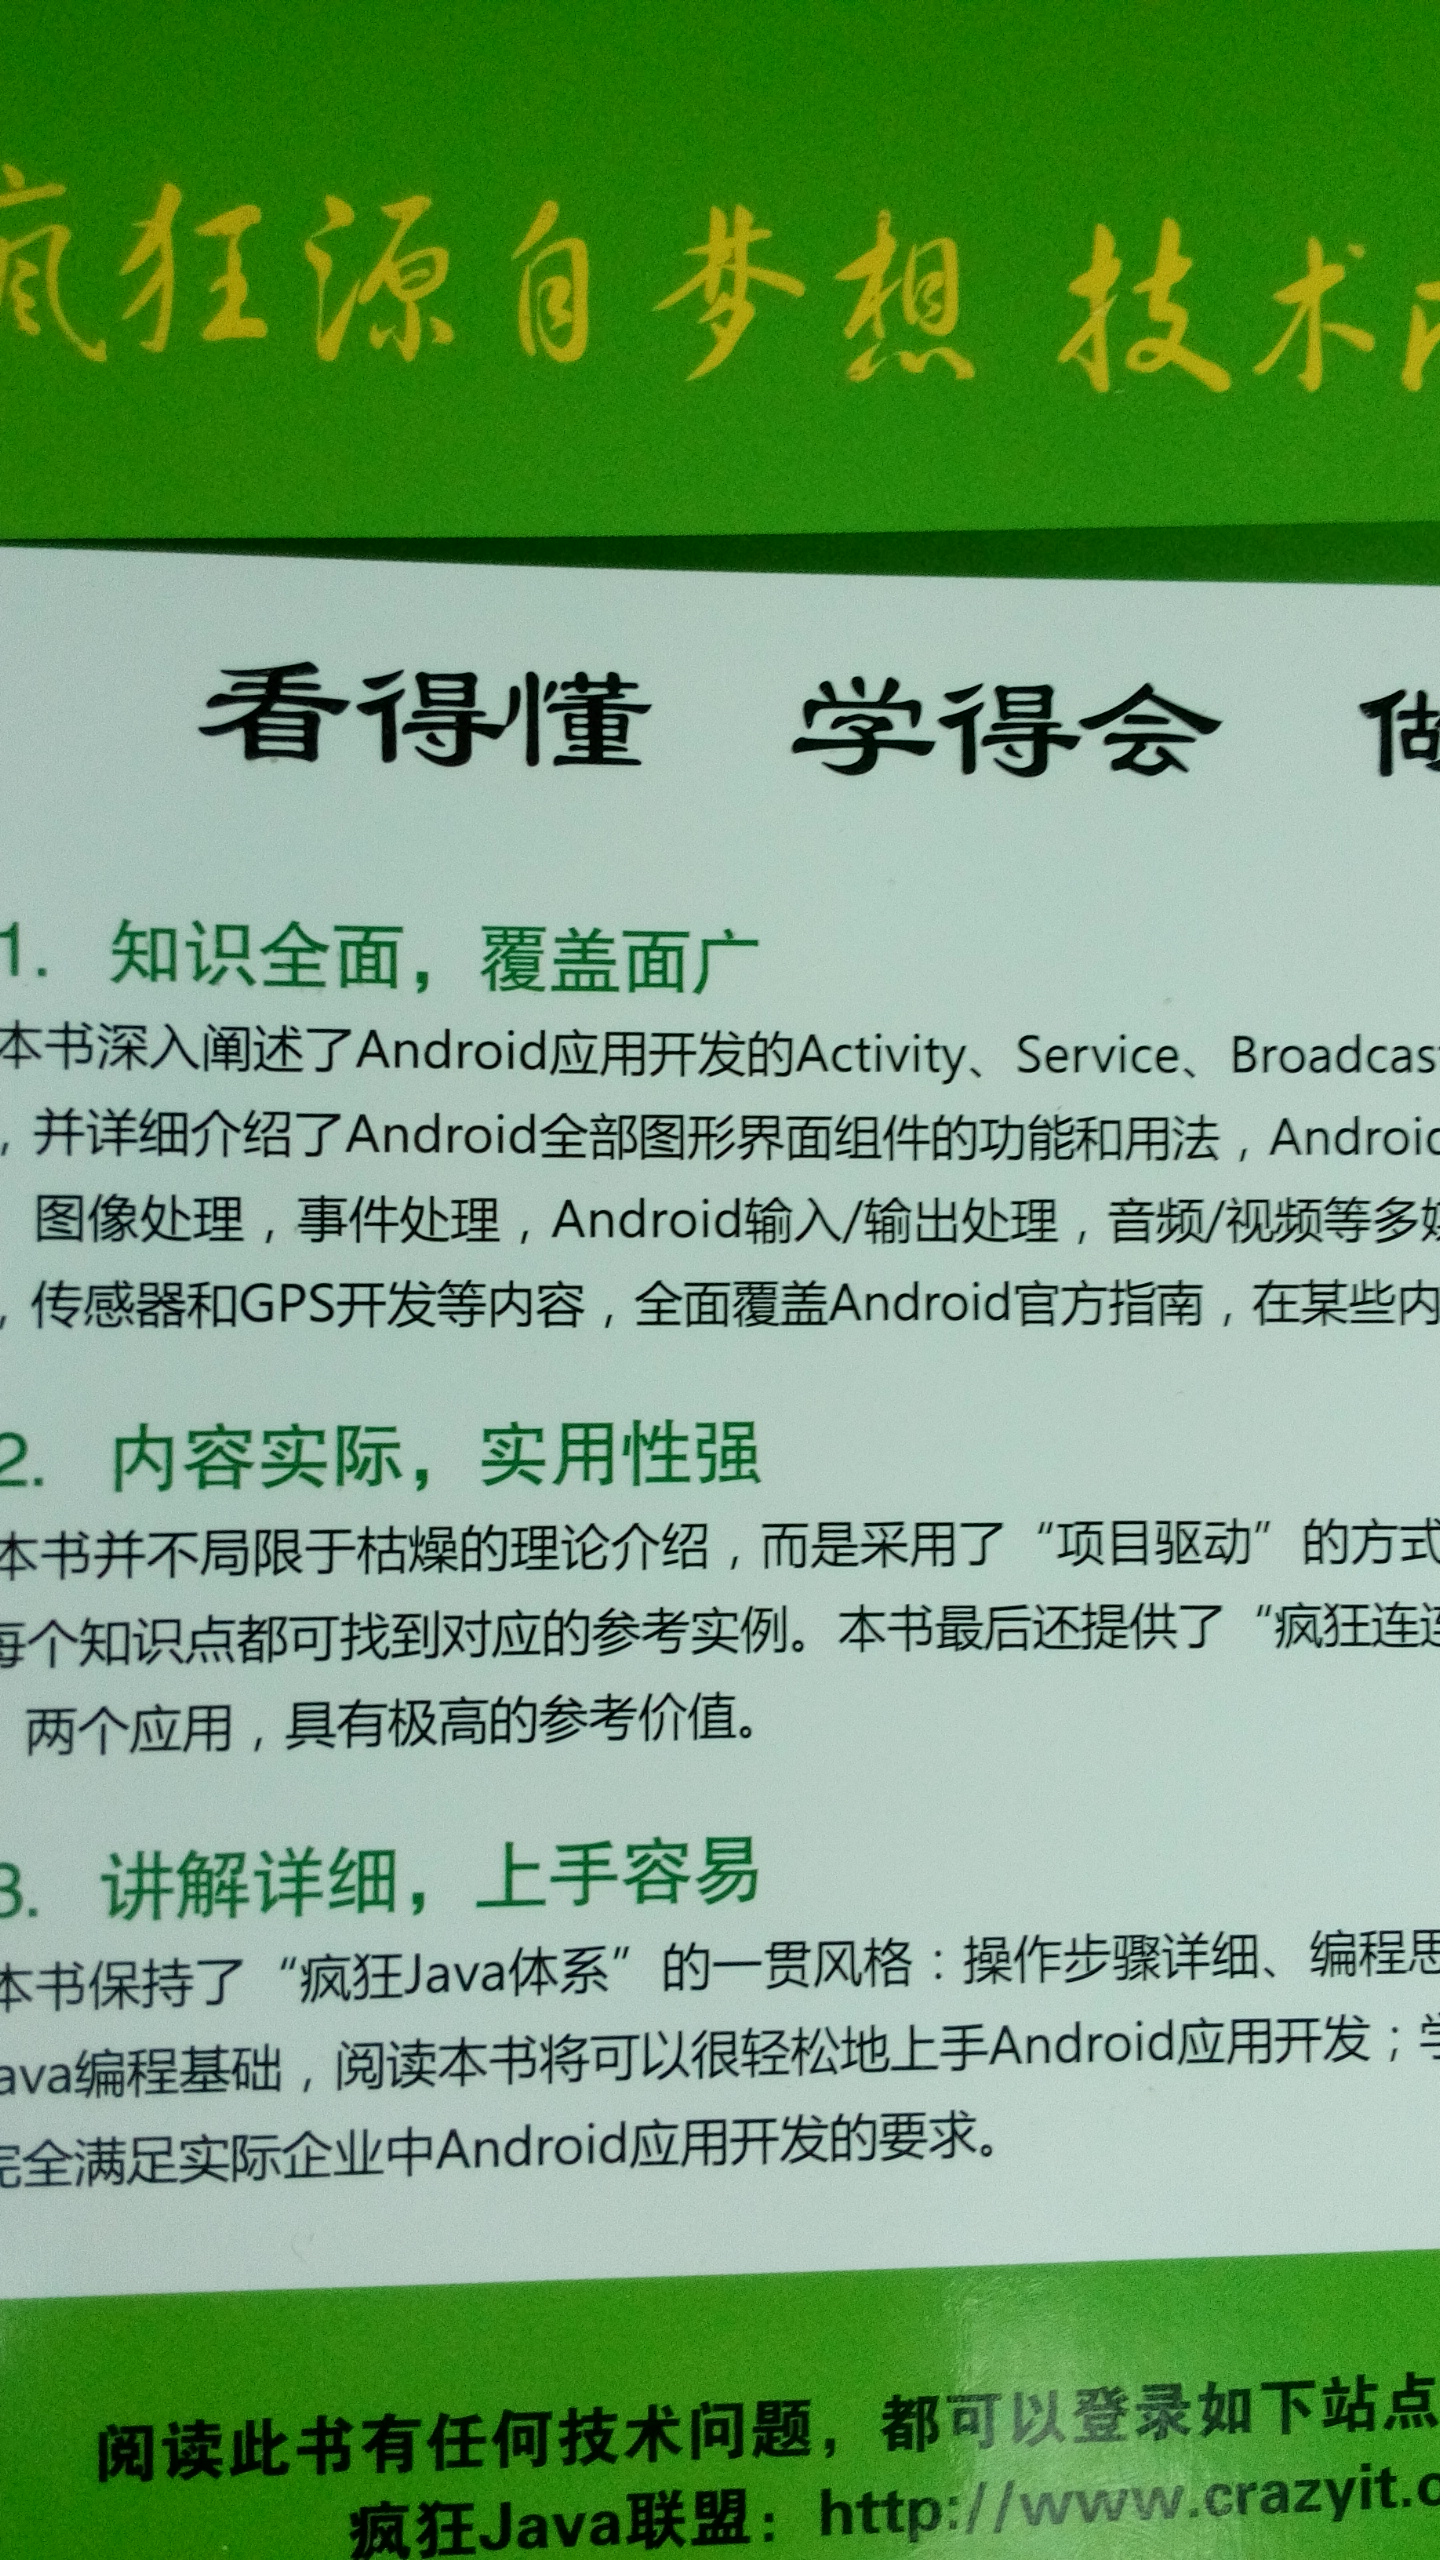 疯狂源自梦想 技术
看得懂 学得会 做
1. 知识全面，覆盖面广
本书深入阐述了Android应用开发的Activity、Service、Broadcas
，并详细介绍了Android全部图形界面组件的功能和用法，Android
图像处理，事件处理，Android输入/输出处理，音频/视频等多媒
，传感器和GPS开发等内容，全面覆盖Android官方指南，在某些内
2. 内容实际，实用性强
本书并不局限于枯燥的理论介绍，而是采用了“项目驱动”的方式
每个知识点都可找到对应的参考实例。本书最后还提供了“疯狂连连
两个应用，具有极高的参考价值。
3. 讲解详细，上手容易
本书保持了“疯狂Java体系”的一贯风格：操作步骤详细、编程思
ava编程基础，阅读本书将可以很轻松地上手Android应用开发；学
完全满足实际企业中Android应用开发的要求。
阅读此书有任何技术问题，都可以登录如下站点
疯狂Java联盟：http://www.crazyit.o